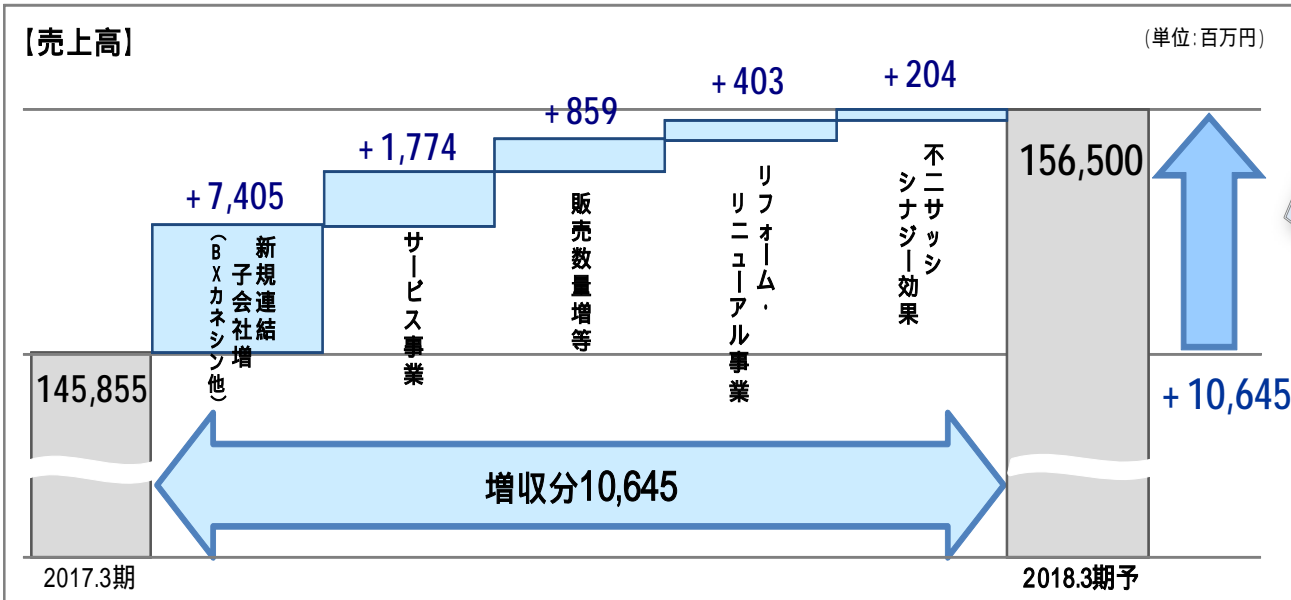 【売上高】
(単位:百万円)
+7,405
+1,774
+859
+403
+204
新規連結
子会社増
(BXカネシン他)
サービス事業
販売数量増等
リフォーム・
リニューアル事業
不二サッシ
シナジー効果
145,855
156,500
+10,645
増収分10,645
2017.3期
2018.3期予